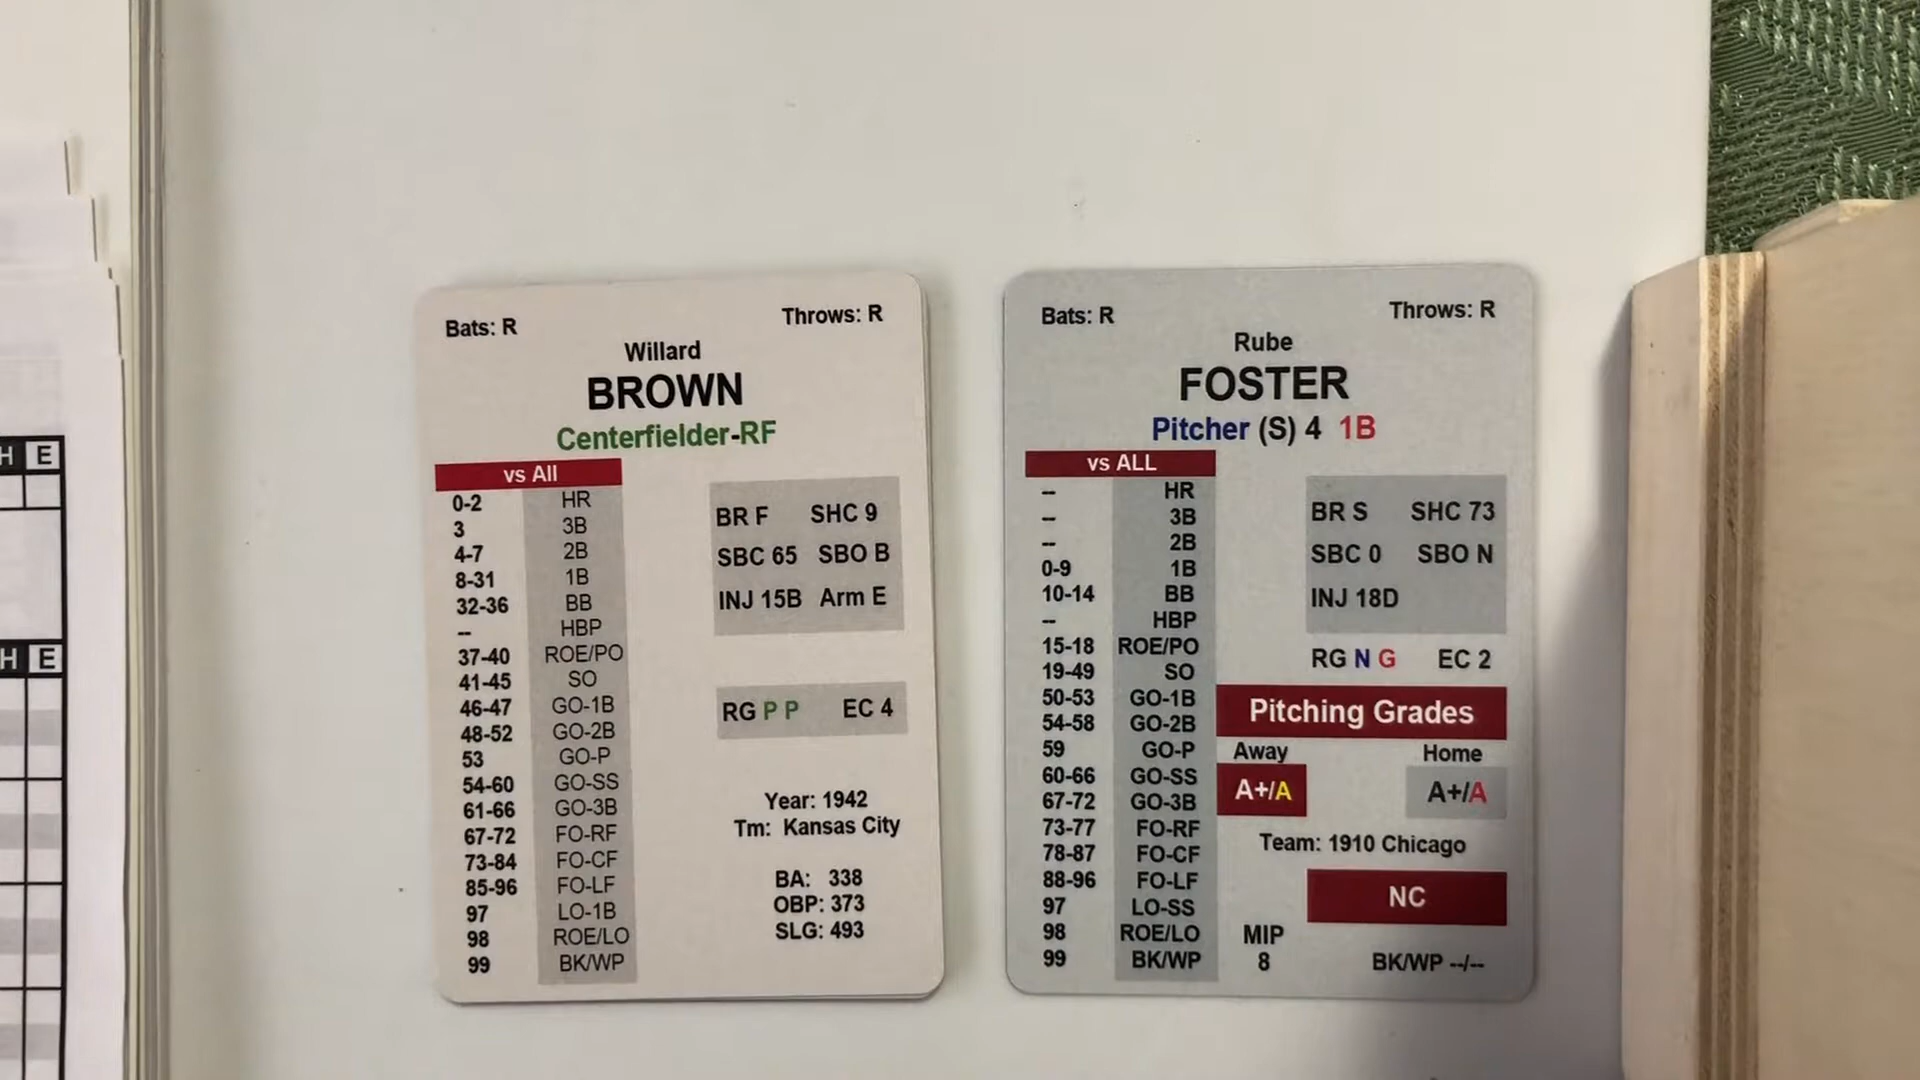 H E
H E
Bats: R Throws: R
Willard
BROWN
Centerfielder-RF
vs All
0-2 HR
3 3B
4-7 2B
8-31 1B
32-36 BB
-- HBP
37-40 ROE/PO
41-45 SO
46-47 GO-1B
48-52 GO-2B
53 GO-P
54-60 GO-SS
61-66 GO-3B
67-72 FO-RF
73-84 FO-CF
85-96 FO-LF
97 LO-1B
98 ROE/LO
99 BK/WP
BR F SHC 9
SBC 65 SBO B
INJ 15B Arm E
RG P P EC 4
Year: 1942
Tm: Kansas City
BA: 338
OBP: 373
SLG: 493
Bats: R Throws: R
Rube
FOSTER
Pitcher (S) 4 1B
vs ALL
-- HR
-- 3B
-- 2B
0-9 1B
10-14 BB
-- HBP
15-18 ROE/PO
19-49 SO
50-53 GO-1B
54-58 GO-2B
59 GO-P
60-66 GO-SS
67-72 GO-3B
73-77 FO-RF
78-87 FO-CF
88-96 FO-LF
97 LO-SS
98 ROE/LO
99 BK/WP
BR S SHC 73
SBC 0 SBO N
INJ 18D
RG N G EC 2
Pitching Grades
Away Home
A+/A A+/A
Team: 1910 Chicago
NC
MIP
8 BK/WP --/--